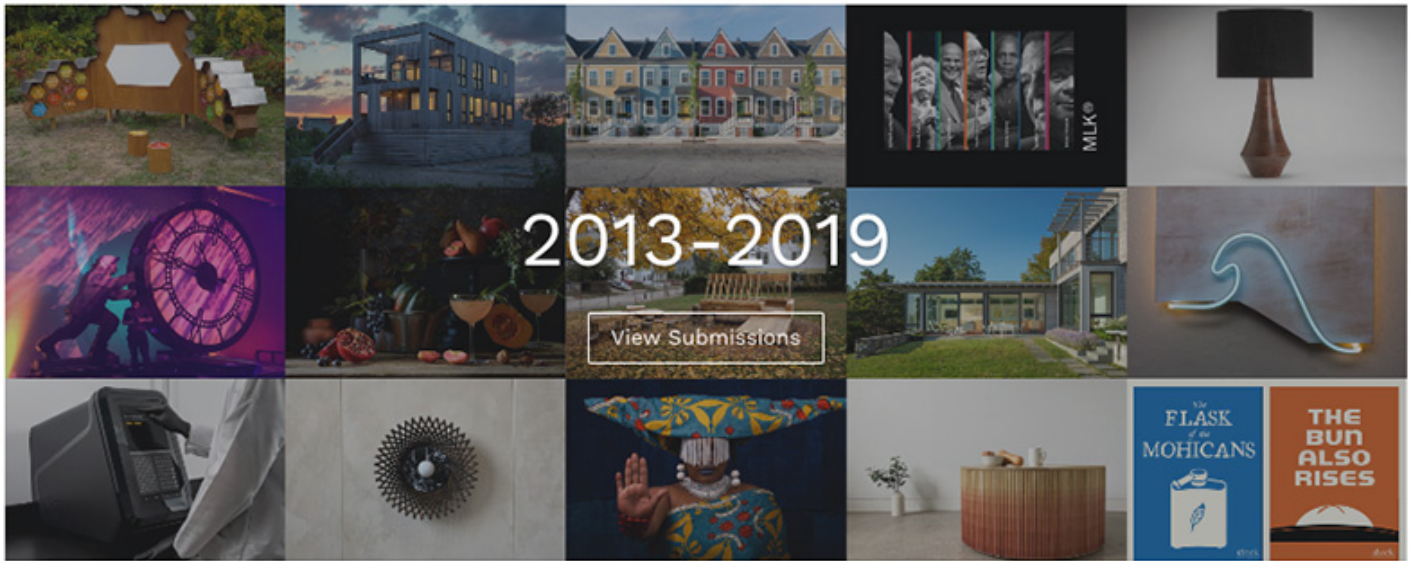 MLK
2013-2019
View Submissions
The
FLASK
of the
MOHICANS
THE
BUN
ALSO
RISES